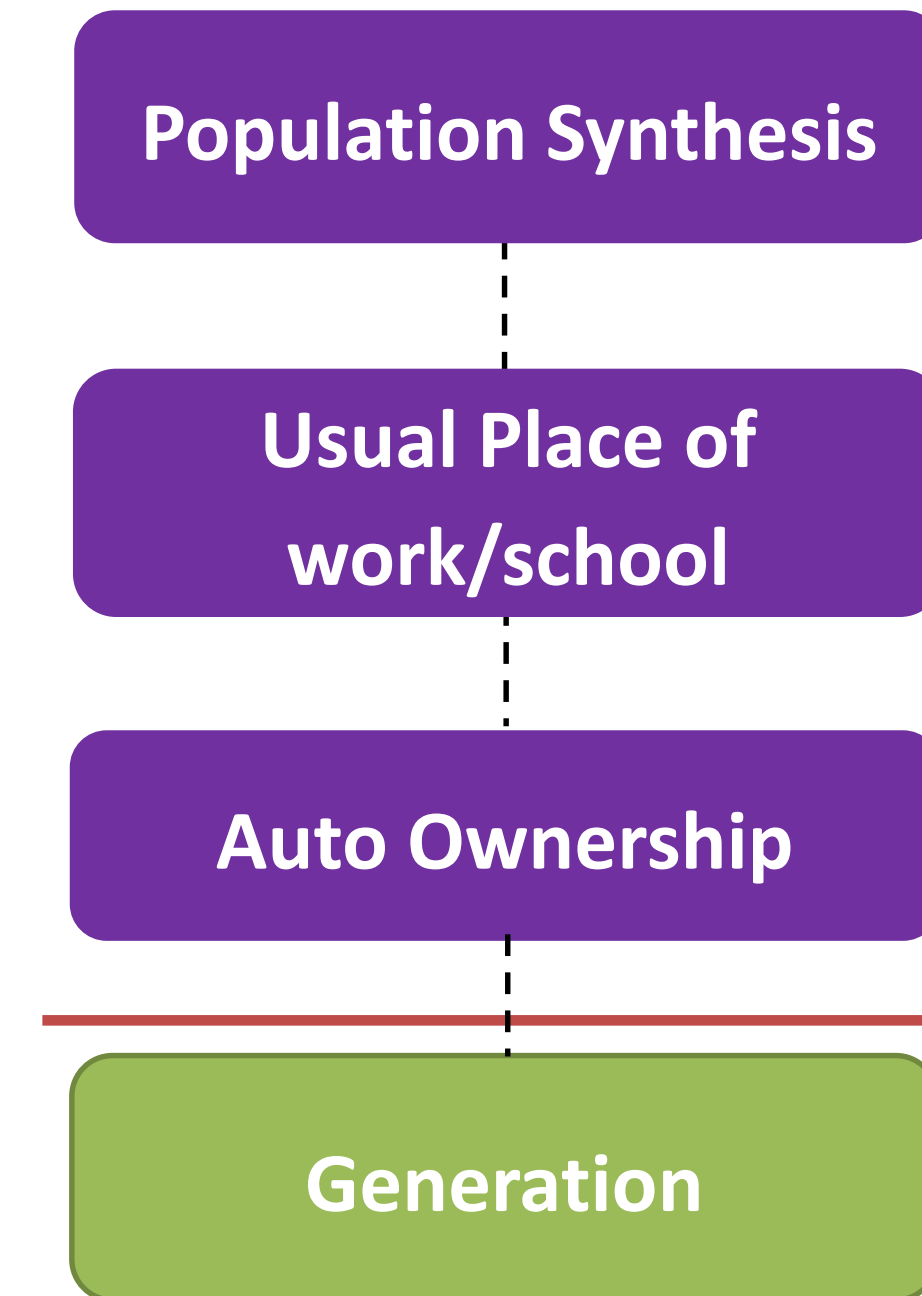 Population Synthesis
Usual Place of
work/school
Auto Ownership
Generation